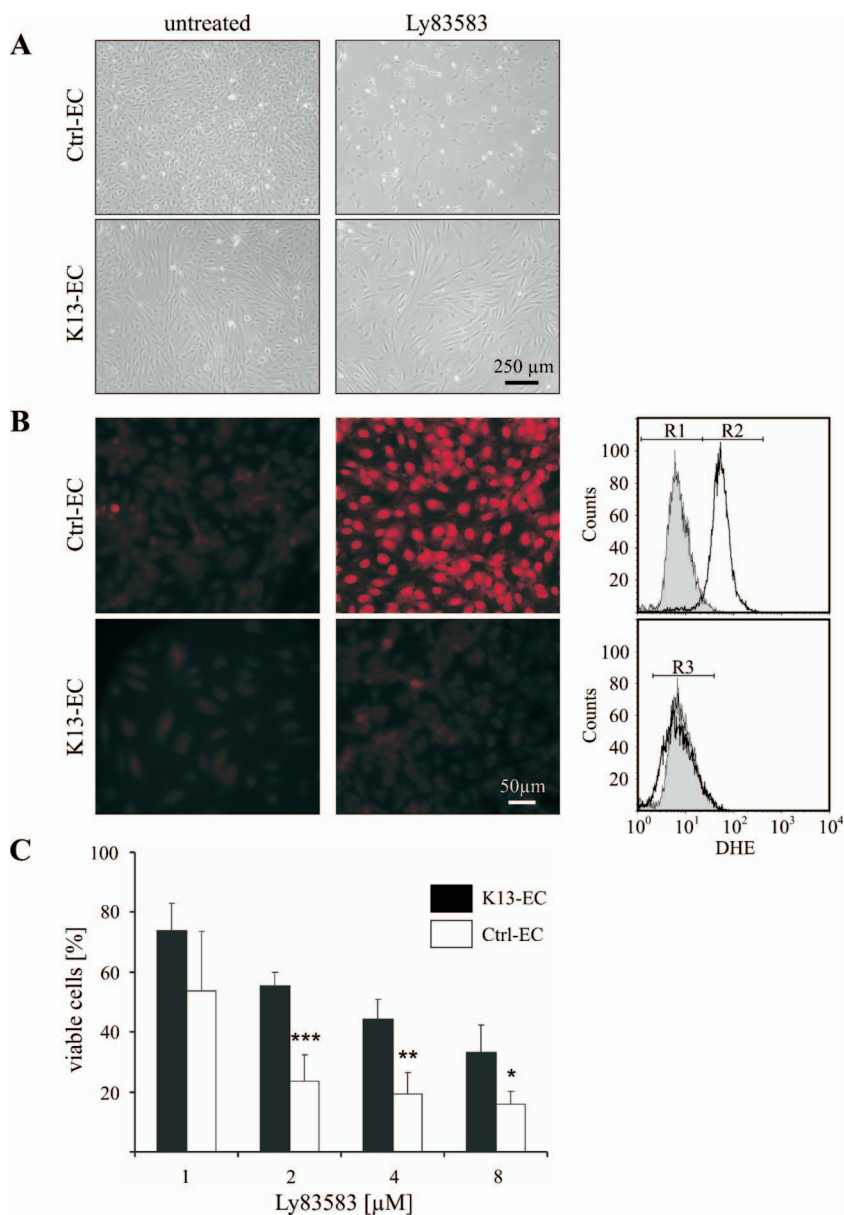 untreated Ly83583
A
Ctrl-EC
K13-EC
250 µm
B
Ctrl-EC
K13-EC
50µm
R1 R2
100
80
60
40
20
Counts
R3
100
80
60
40
20
Counts
10⁰ 10¹ 10² 10³ 10⁴
DHE
C
100
80
60
40
20
viable cells [%]
K13-EC
Ctrl-EC
***
**
*
1 2 4 8
Ly83583 [µM]